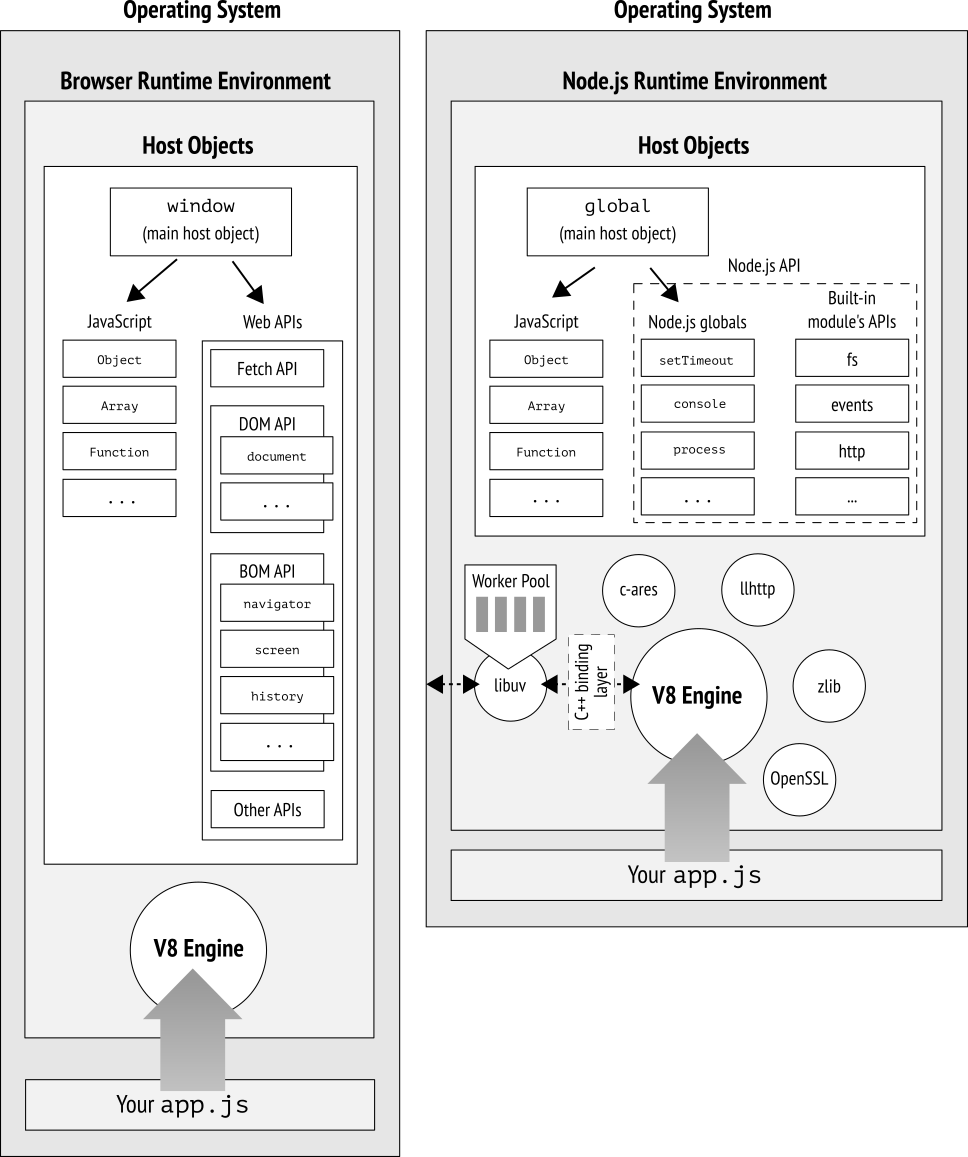 Operating System
Browser Runtime Environment
Host Objects
window
(main host object)
JavaScript
Object
Array
Function
...
Web APIs
Fetch API
DOM API
document
...
BOM API
navigator
screen
history
...
Other APIs
V8 Engine
Your app.js
Operating System
Node.js Runtime Environment
Host Objects
global
(main host object)
JavaScript
Object
Array
Function
...
Node.js API
Node.js globals
setTimeout
console
process
...
Built-in
module's APIs
fs
events
http
...
Worker Pool
libuv
C++ binding
layer
c-ares
llhttp
V8 Engine
zlib
OpenSSL
Your app.js